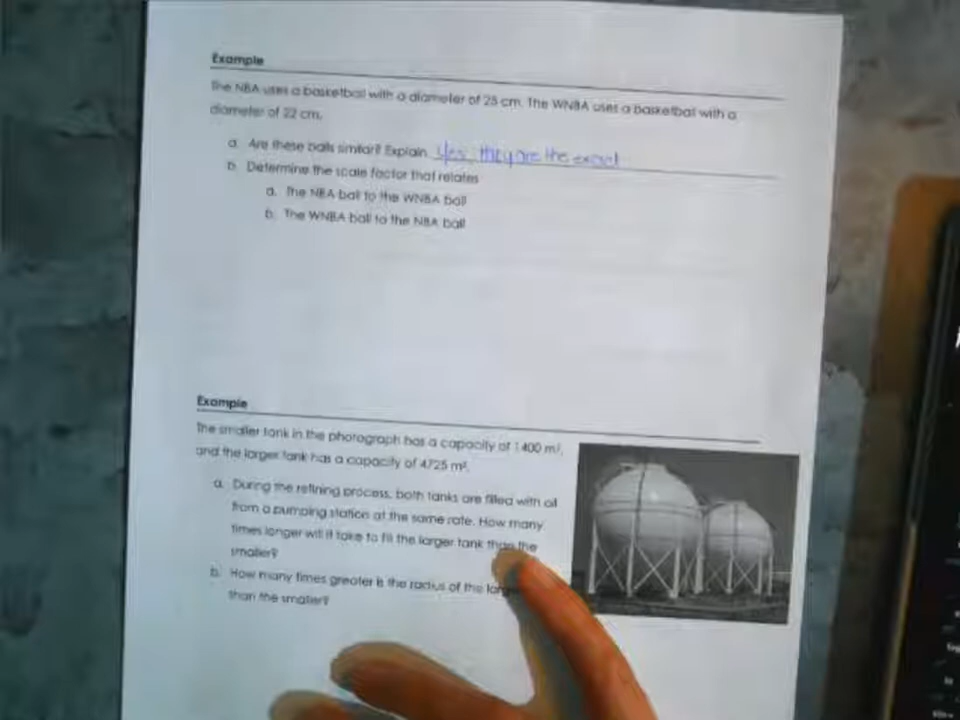 Example
The NBA uses a basketball with a diameter of 25 cm. The WNBA uses a basketball with a
diameter of 22 cm.
a. Are these balls similar? Explain. Yes, they are the exact
b. Determine the scale factor that relates
a. The NBA ball to the WNBA ball
b. The WNBA ball to the NBA ball
Example
The smaller tank in the photograph has a capacity of 1400 m³,
and the larger tank has a capacity of 4725 m³.
a. During the refining process, both tanks are filled with oil
from a pumping station at the same rate. How many
times longer will it take to fill the larger tank than the
smaller?
b. How many times greater is the radius of the
than the smaller?